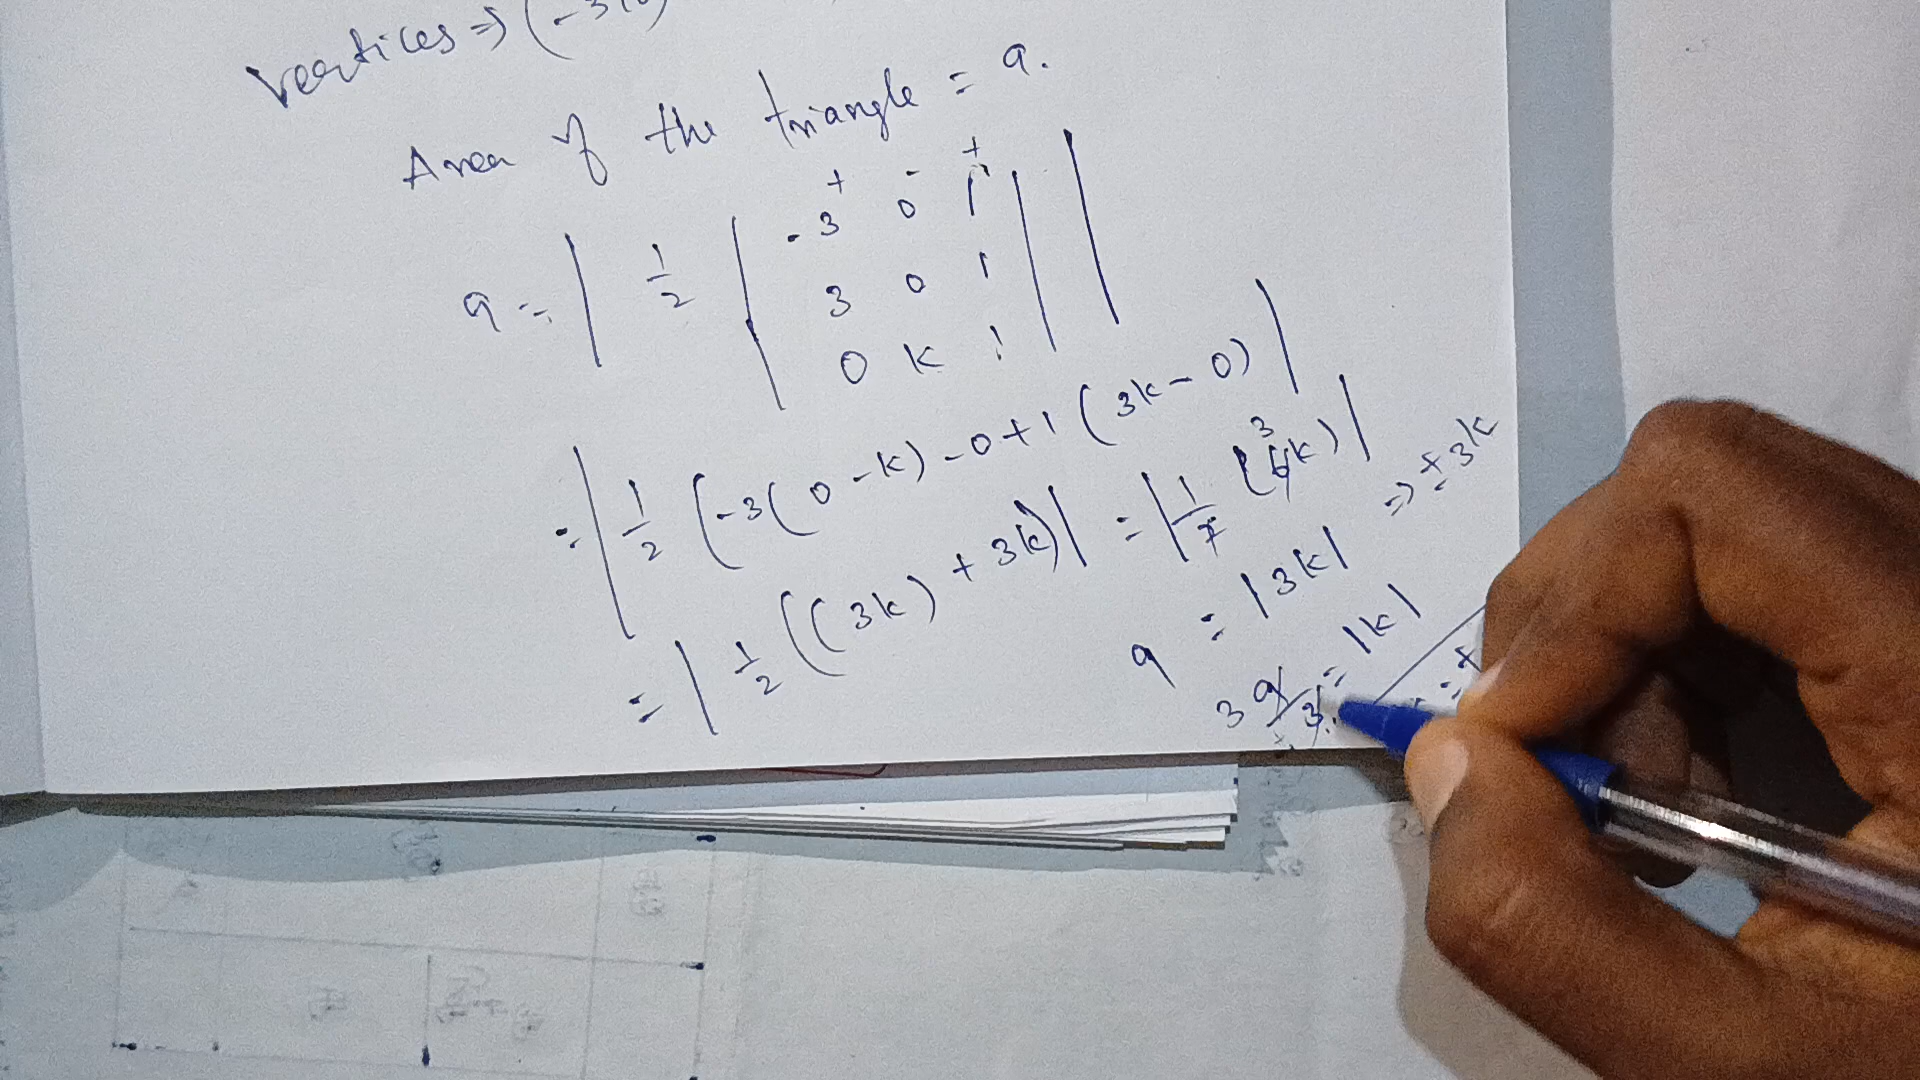 Vertices ⇒ (-3,0)
Area of the triangle = 9.
+ - +
9 = | 1/2 | -3 0 1 | |
3 0 1
0 K 1
= | 1/2 (-3(0-k) -0+1(3k-0) |
= | 1/2 ((3k) + 3k) | = | 1/2 (6k) | ⇒ ±3k
3
9 = |3k|
3 9/3 = |k|
= ±